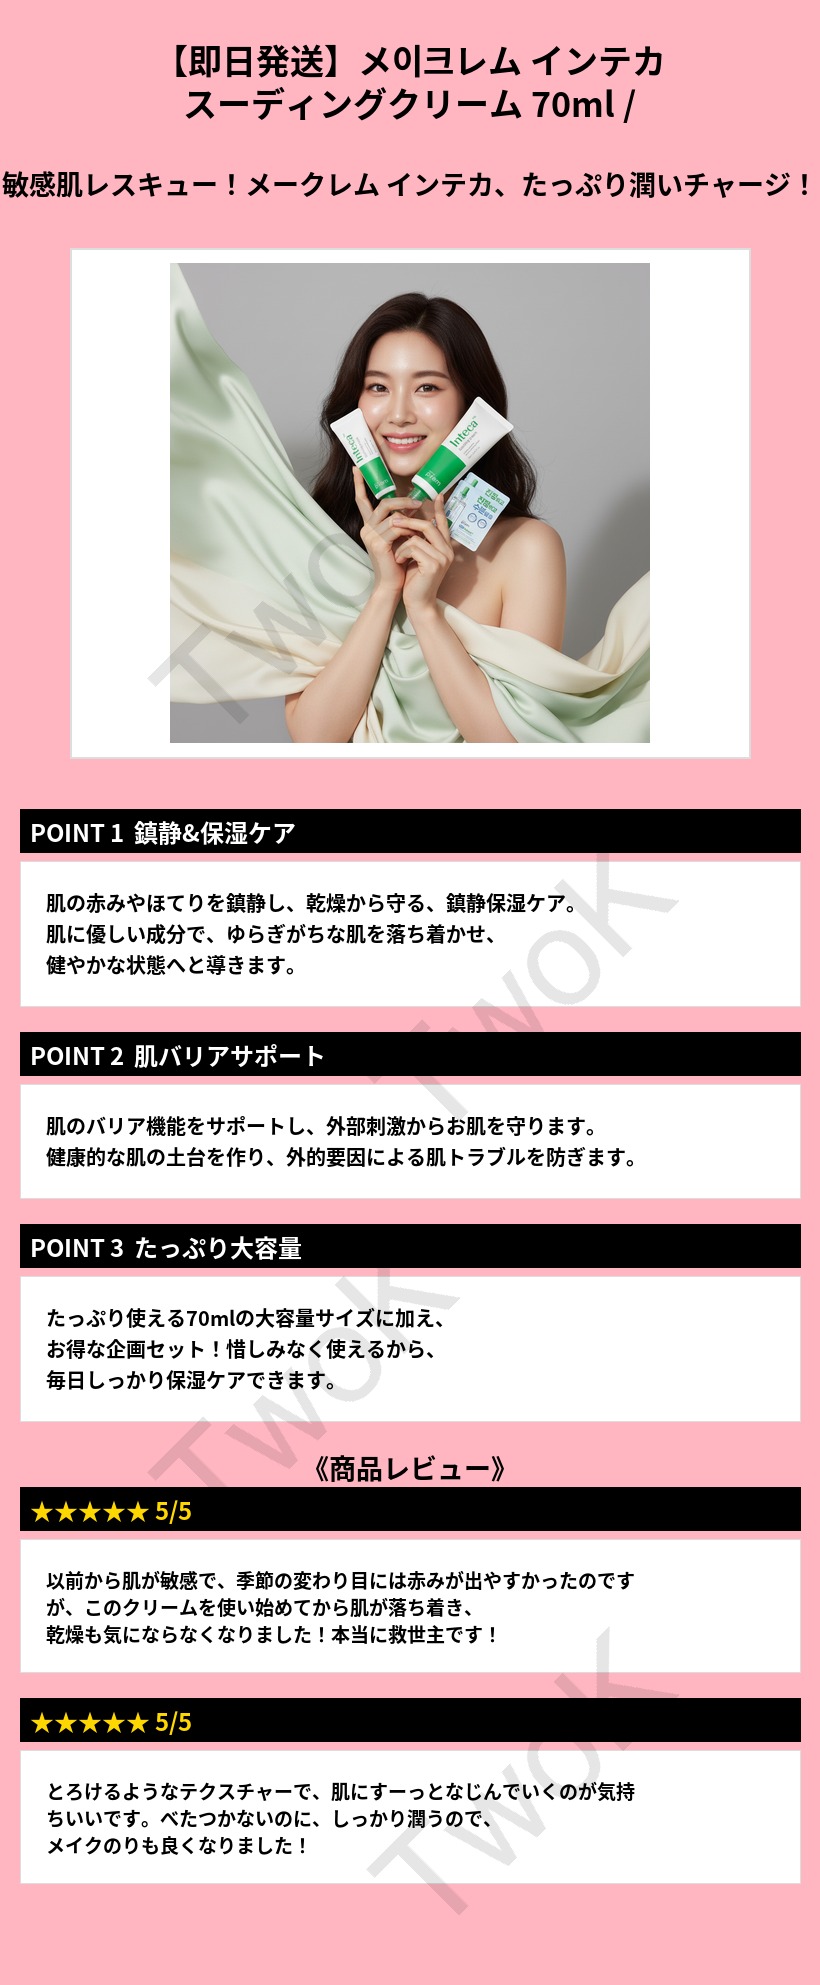 【即日発送】メ이크レム インテカ
スーディングクリーム 70ml /
敏感肌レスキュー！メークレム インテカ、たっぷり潤いチャージ！
Inteca
Inteca
TwoK
POINT 1 鎮静&保湿ケア
肌の赤みやほてりを鎮静し、乾燥から守る、鎮静保湿ケア。
肌に優しい成分で、ゆらぎがちな肌を落ち着かせ、
健やかな状態へと導きます。
TwoK
POINT 2 肌バリアサポート
肌のバリア機能をサポートし、外部刺激からお肌を守ります。
健康的な肌の土台を作り、外的要因による肌トラブルを防ぎます。
POINT 3 たっぷり大容量
たっぷり使える70mlの大容量サイズに加え、
お得な企画セット！惜しみなく使えるから、
毎日しっかり保湿ケアできます。
TwoK
《商品レビュー》
★★★★★ 5/5
以前から肌が敏感で、季節の変わり目には赤みが出やすかったのです
が、このクリームを使い始めてから肌が落ち着き、
乾燥も気にならなくなりました！本当に救世主です！
★★★★★ 5/5
とろけるようなテクスチャーで、肌にすーっとなじんでいくのが気持
ちいいです。べたつかないのに、しっかり潤うので、
メイクのりも良くなりました！
TwoK